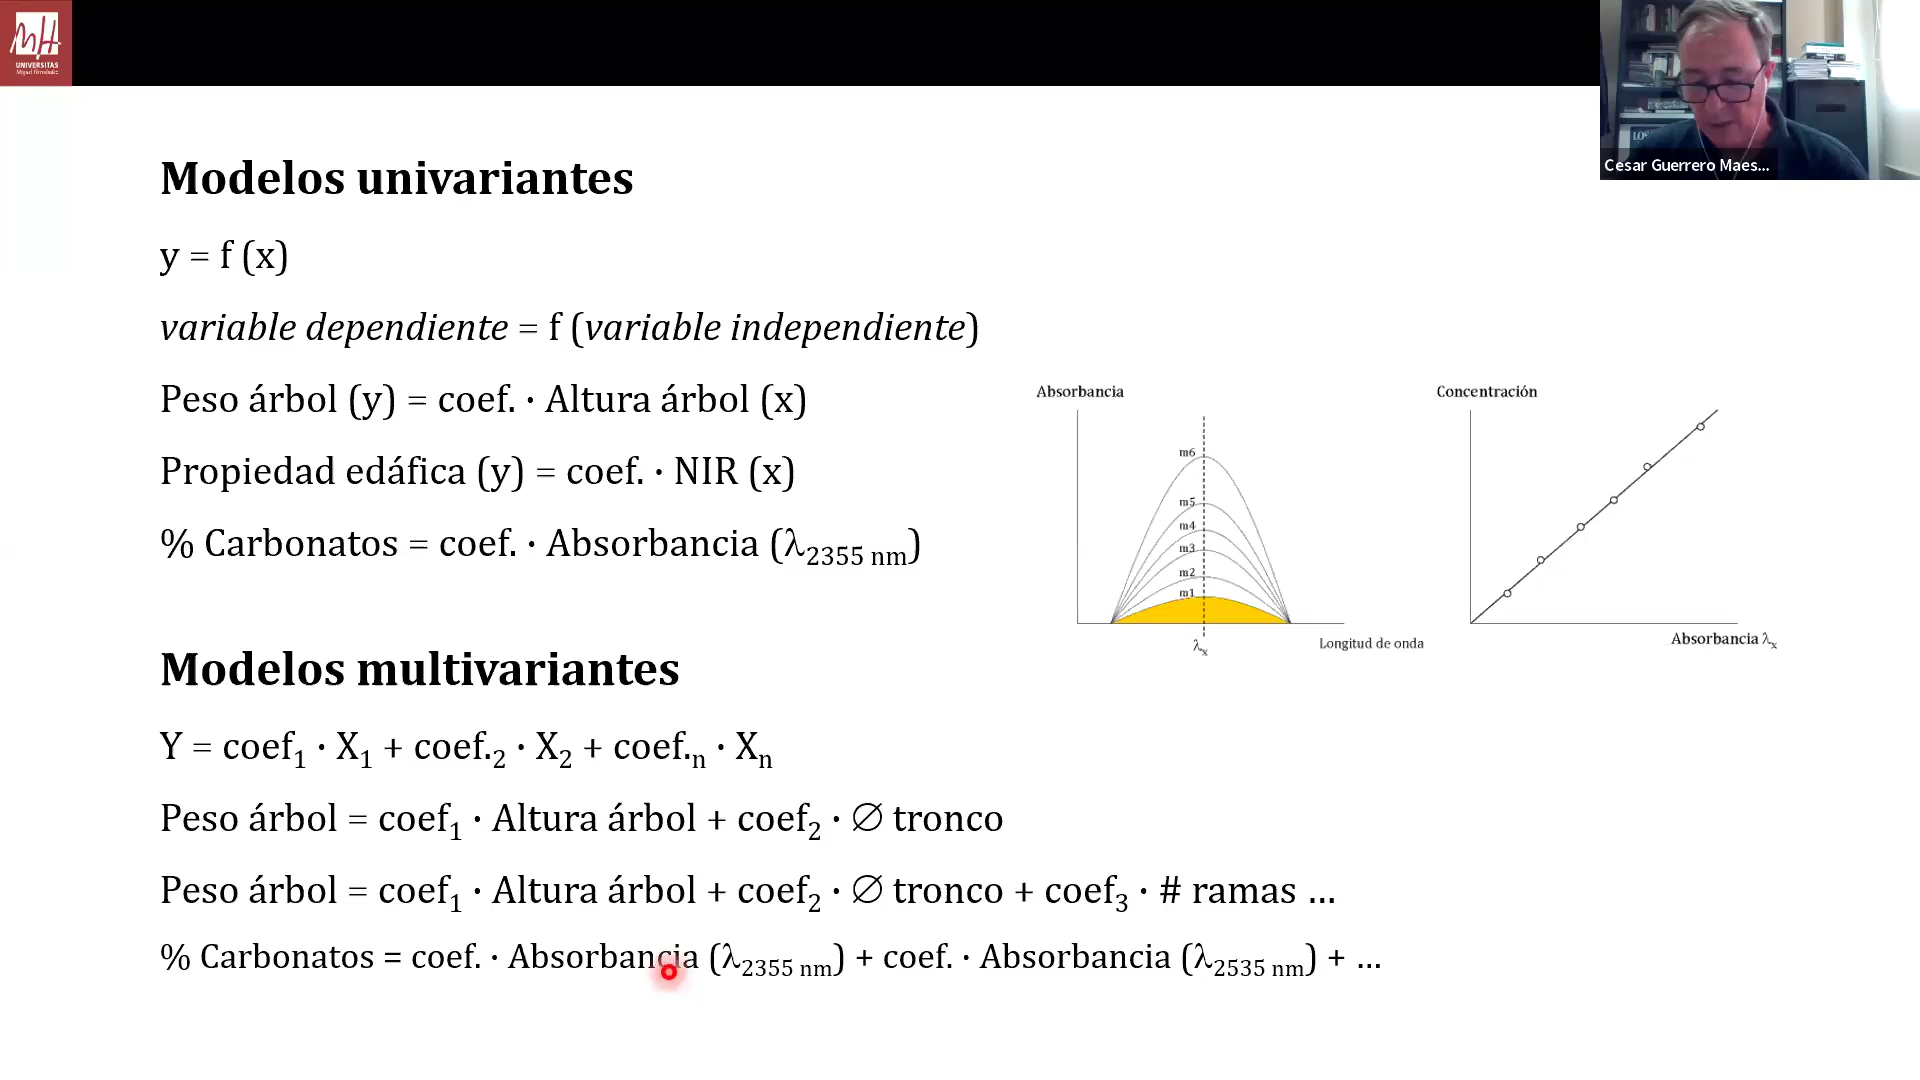 UNIVERSITAS
Miguel Hernández
LOS
Cesar Guerrero Maes...
Modelos univariantes
y = f (x)
variable dependiente = f (variable independiente)
Peso árbol (y) = coef. · Altura árbol (x)
Propiedad edáfica (y) = coef. · NIR (x)
% Carbonatos = coef. · Absorbancia (λ2355 nm)
Absorbancia
m6
m5
m4
m3
m2
m1
λx
Longitud de onda
Concentración
Absorbancia λx
Modelos multivariantes
Y = coef1 · X1 + coef.2 · X2 + coef.n · Xn
Peso árbol = coef1 · Altura árbol + coef2 · ∅ tronco
Peso árbol = coef1 · Altura árbol + coef2 · ∅ tronco + coef3 · # ramas ...
% Carbonatos = coef. · Absorbancia (λ2355 nm) + coef. · Absorbancia (λ2535 nm) + ...